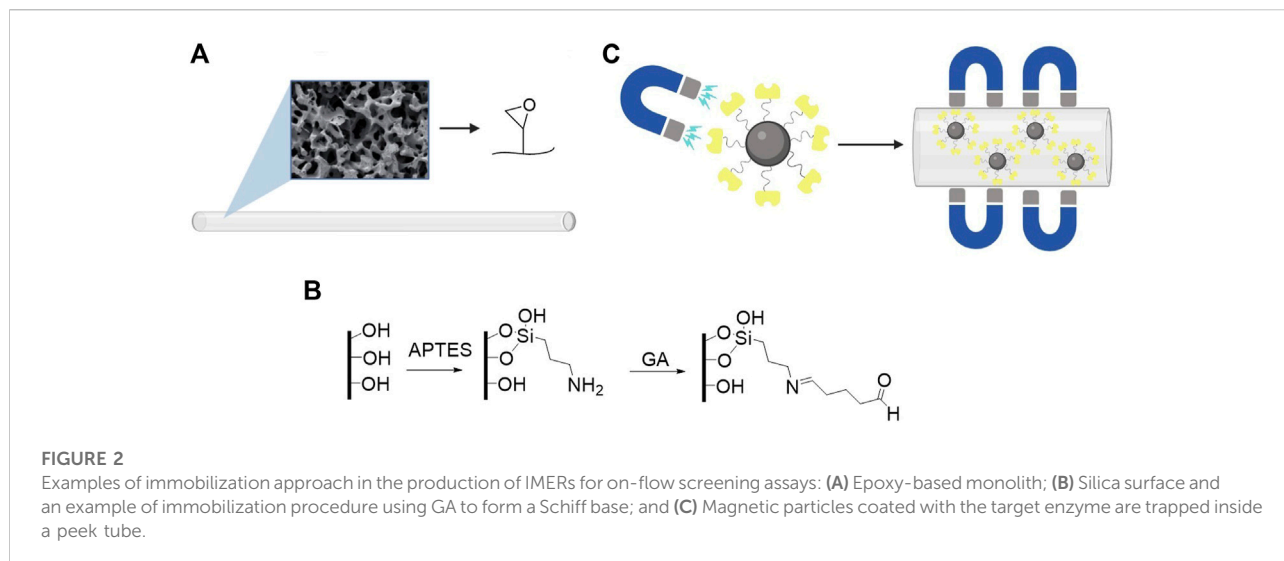 A
O
C
B
OH
OH
OH
APTES
OH
O
Si
O
OH
NH2
GA
OH
O
Si
O
OH
N
O
H
FIGURE 2
Examples of immobilization approach in the production of IMERs for on-flow screening assays: (A) Epoxy-based monolith; (B) Silica surface and
an example of immobilization procedure using GA to form a Schiff base; and (C) Magnetic particles coated with the target enzyme are trapped inside
a peek tube.